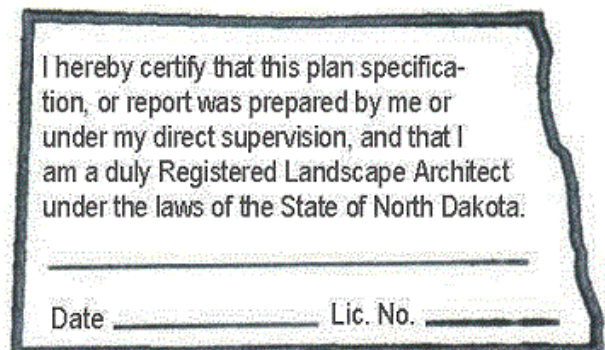 I hereby certify that this plan specifica-
tion, or report was prepared by me or
under my direct supervision, and that I
am a duly Registered Landscape Architect
under the laws of the State of North Dakota.
Date Lic. No.